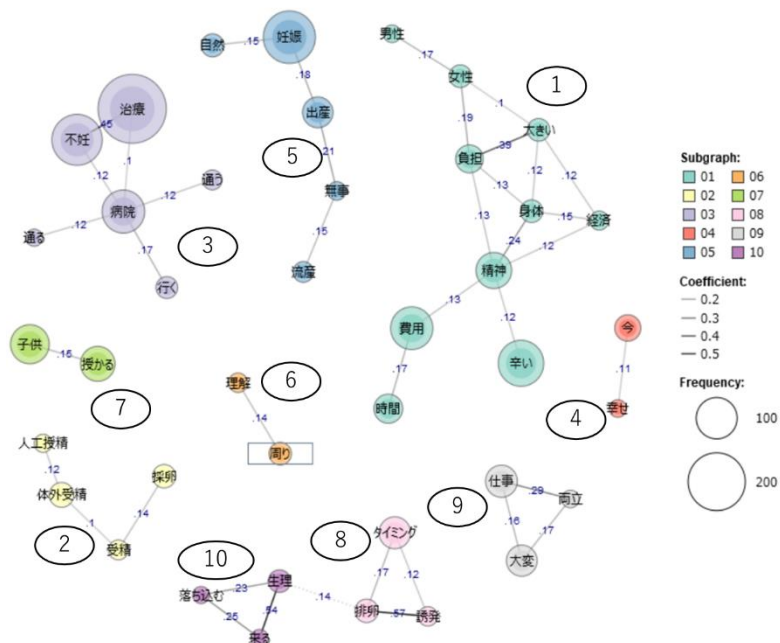 自然
.15
妊娠
.18
出産
5
.21
無事
.15
流産
治療
.45
不妊
.1
.12
病院
.12
通う
.12
通る
3
.17
行く
男性
.17
女性
1
.1
.19
大きい
.39
負担
.13
.12
.12
.13
身体
.15
経済
.24
.12
精神
.13
.12
費用
辛い
.17
時間
Subgraph:
01 06
02 07
03 08
04 09
05 10
Coefficient:
0.2
0.3
0.4
0.5
Frequency:
100
200
今
.11
4
幸せ
子供
.15
授かる
7
理解
6
.14
周り
人工授精
.12
体外受精
採卵
.1
.14
2
受精
仕事
9
.29
両立
.16
.17
大変
8
タイミング
.17
.12
排卵
.57
誘発
.14
10
生理
落ち込む
.23
.25
.54
来る